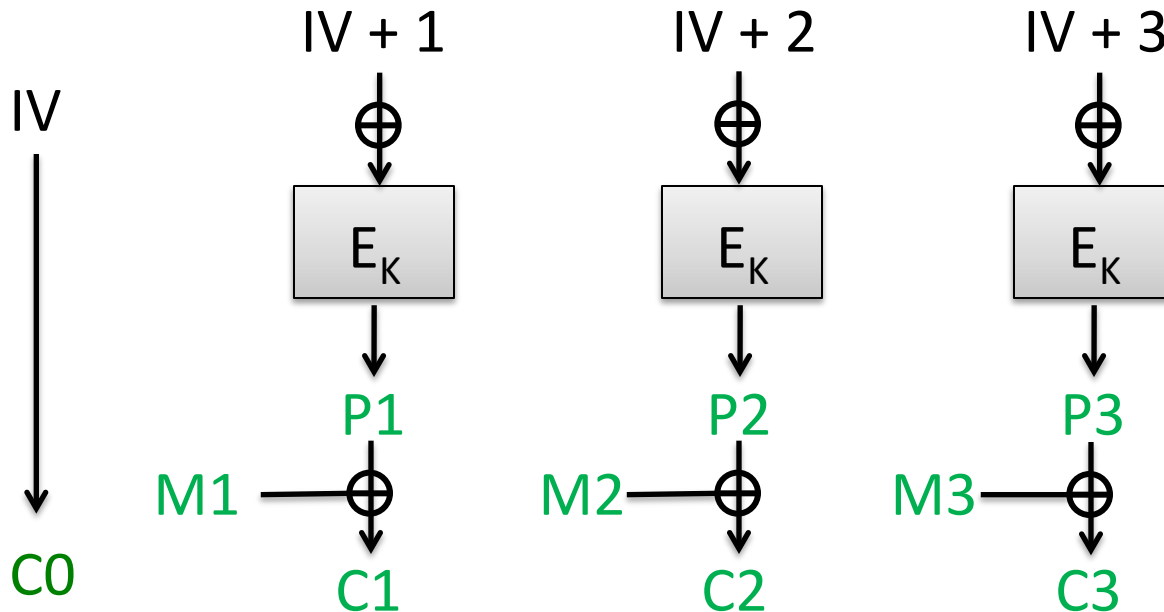 IV + 1 IV + 2 IV + 3
IV
E_K E_K E_K
P1 P2 P3
M1 M2 M3
C0 C1 C2 C3